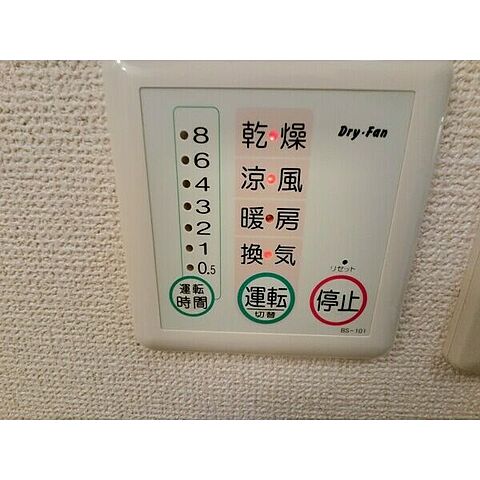 Dry・Fan
8
6
4
3
2
1
0.5
乾・燥
涼・風
暖・房
換・気
リセット
運転
時間
運転
切替
停止
BS-101